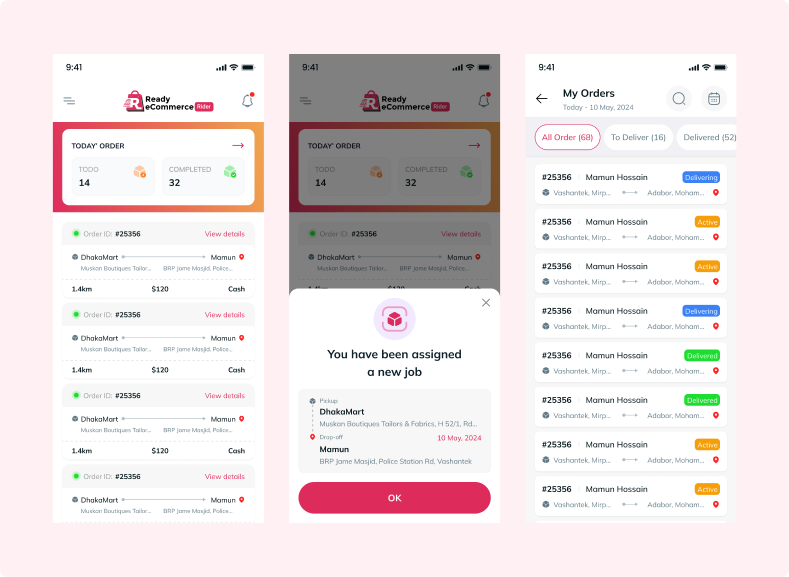 9:41
Ready
eCommerce Rider
TODAY' ORDER
TODO
14
COMPLETED
32
Order ID: #25356 View details
DhakaMart Mamun
Muskan Boutiques Tailor... BRP Jame Masjid, Police...
1.4km $120 Cash
Order ID: #25356 View details
DhakaMart Mamun
Muskan Boutiques Tailor... BRP Jame Masjid, Police...
1.4km $120 Cash
Order ID: #25356 View details
DhakaMart Mamun
Muskan Boutiques Tailor... BRP Jame Masjid, Police...
1.4km $120 Cash
Order ID: #25356 View details
DhakaMart Mamun
Muskan Boutiques Tailor... BRP Jame Masjid, Police...
9:41
Ready
eCommerce Rider
TODAY' ORDER
TODO
14
COMPLETED
32
Order ID: #25356 View details
DhakaMart Mamun
Muskan Boutiques Tailor... BRP Jame Masjid, Police...
1.4km $120 Cash
You have been assigned
a new job
Pickup
DhakaMart
Muskan Boutiques Tailors & Fabrics, H 52/1, Rd...
Drop-off 10 May, 2024
Mamun
BRP Jame Masjid, Police Station Rd. Vashantek
OK
9:41
My Orders
Today - 10 May, 2024
All Order (68) To Deliver (16) Delivered (52)
#25356 Mamun Hossain Delivering
Vashantek, Mirp... Adabor, Moham...
#25356 Mamun Hossain Active
Vashantek, Mirp... Adabor, Moham...
#25356 Mamun Hossain Active
Vashantek, Mirp... Adabor, Moham...
#25356 Mamun Hossain Delivering
Vashantek, Mirp... Adabor, Moham...
#25356 Mamun Hossain Delivered
Vashantek, Mirp... Adabor, Moham...
#25356 Mamun Hossain Delivered
Vashantek, Mirp... Adabor, Moham...
#25356 Mamun Hossain Active
Vashantek, Mirp... Adabor, Moham...
#25356 Mamun Hossain Active
Vashantek, Mirp... Adabor, Moham...